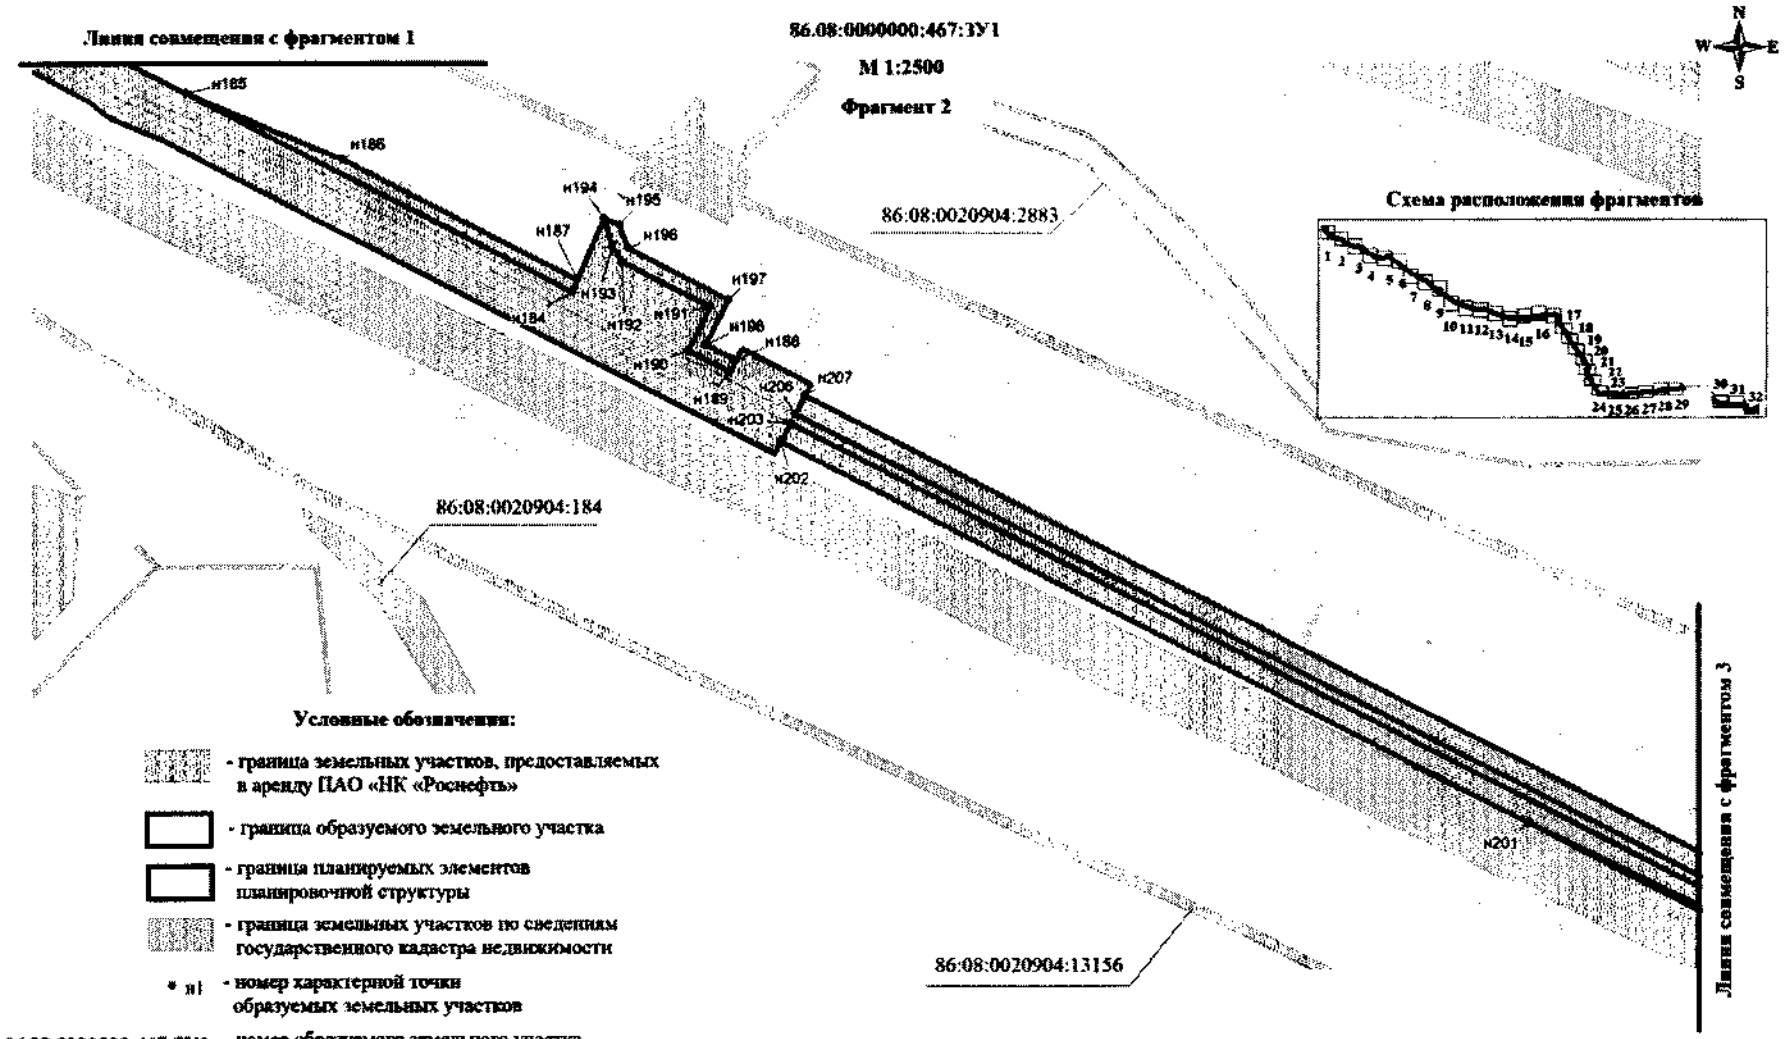 Линия совмещения с фрагментом 1
86.08:0000000:467:ЗУ1
М 1:2500
Фрагмент 2
N
W E
S
н185
н186
н194
н195
н187
н196
86:08:0020904:2883
Схема расположения фрагментов
1 2 3 4 5 6 7 8 9 10 11 12 13 14 15 16 17 18 19 20 21 22 23 24 25 26 27 28 29 30 31 32
н193
н197
н184
н192
н191
н198
н188
н190
н189
н206
н207
н203
н202
86:08:0020904:184
Условные обозначения:
- граница земельных участков, предоставляемых
в аренду ПАО «НК «Роснефть»
- граница образуемого земельного участка
- граница планируемых элементов
планировочной структуры
- граница земельных участков по сведениям
государственного кадастра недвижимости
н1 - номер характерной точки
образуемых земельных участков
- номер образуемого земельного участка
н201
86:08:0020904:13156
Линия совмещения с фрагментом 3